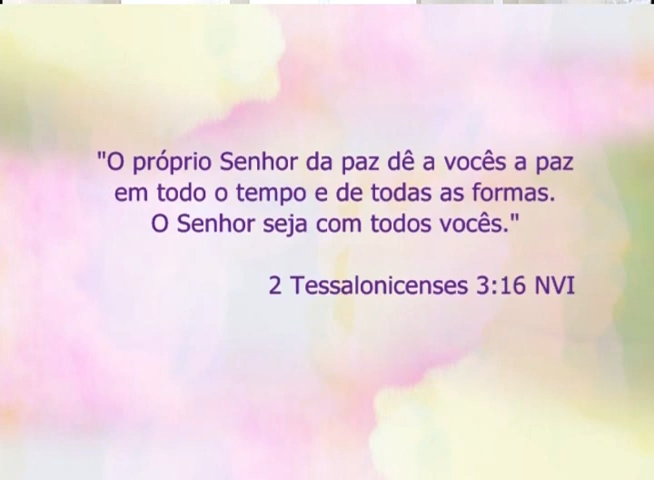 "O próprio Senhor da paz dê a vocês a paz
em todo o tempo e de todas as formas.
O Senhor seja com todos vocês."
2 Tessalonicenses 3:16 NVI